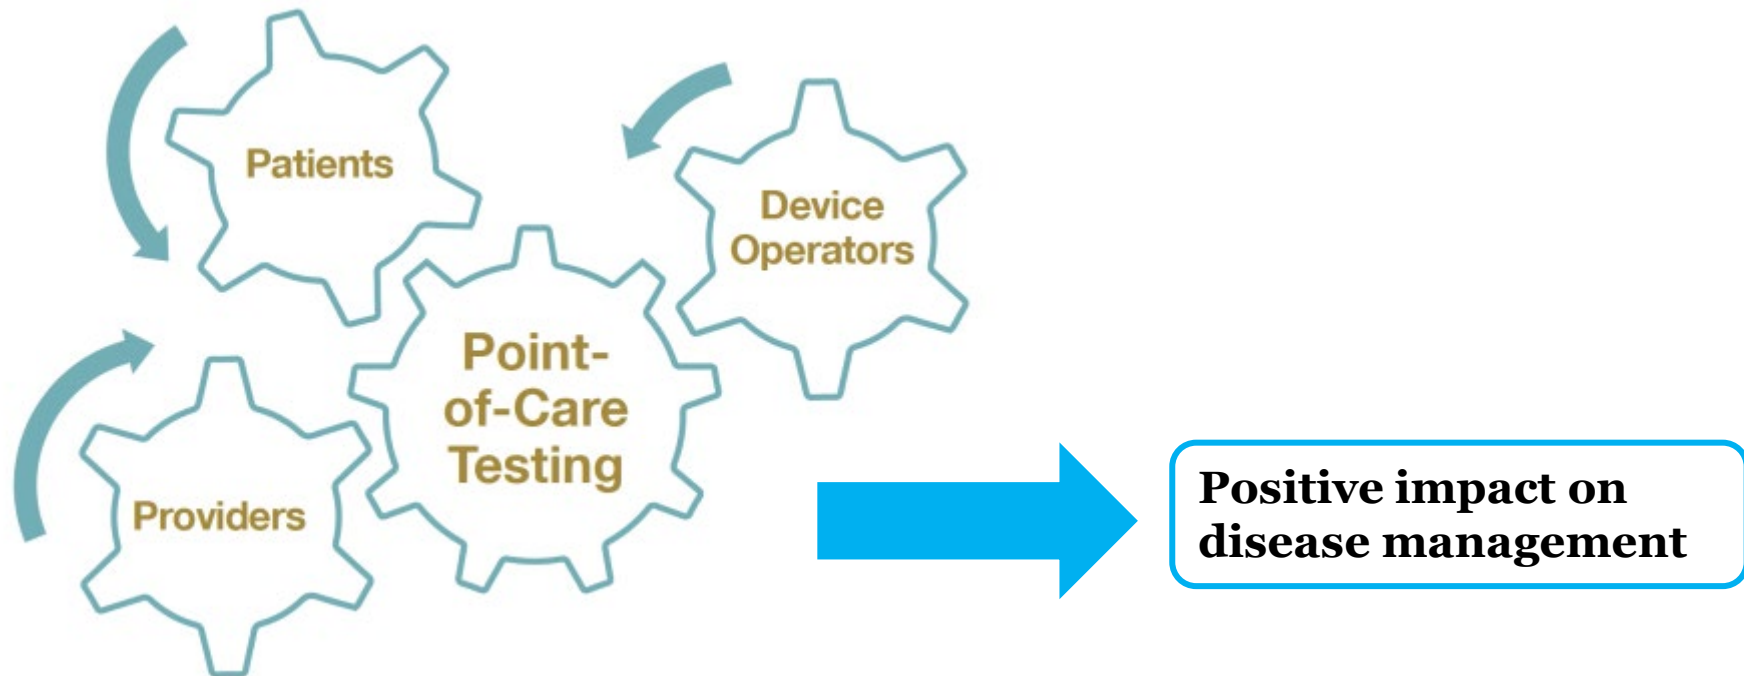 Patients
Device
Operators
Point-
of-Care
Testing
Providers
Positive impact on
disease management